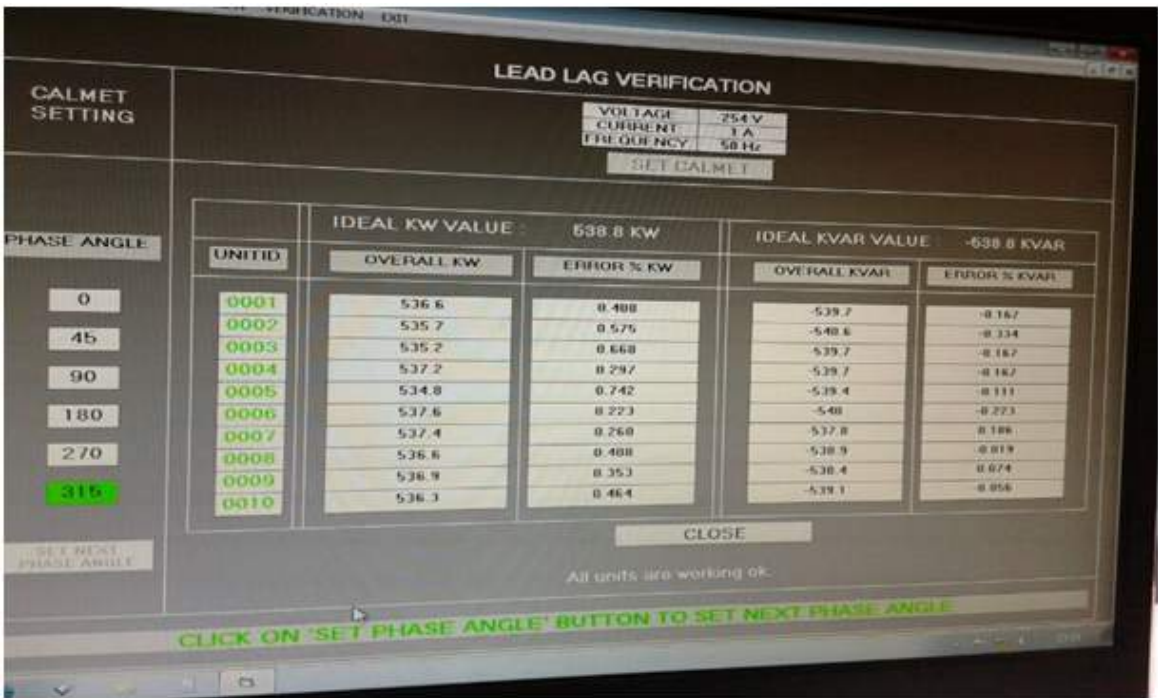 VERIFICATION EXIT
LEAD LAG VERIFICATION
CALMET
SETTING
VOLTAGE 254 V
CURRENT 1 A
FREQUENCY 50 Hz
SET CALMET
PHASE ANGLE
0
45
90
180
270
315
SET NEXT
PHASE ANGLE
IDEAL KW VALUE : 538.8 KW IDEAL KVAR VALUE : -538.8 KVAR
UNITID OVERALL KW ERROR % KW OVERALL KVAR ERROR % KVAR
0001 536.6 0.408 -539.7 -0.167
0002 535.7 0.575 -540.6 -0.334
0003 535.2 0.668 -539.7 -0.167
0004 537.2 0.297 -539.7 -0.167
0005 534.8 0.742 -539.4 -0.111
0006 537.6 0.223 -540 -0.223
0007 537.4 0.260 -537.8 0.186
0008 536.6 0.408 -538.9 -0.019
0009 536.9 0.353 -538.4 0.074
0010 536.3 0.464 -539.1 -0.056
CLOSE
All units are working ok.
CLICK ON 'SET PHASE ANGLE' BUTTON TO SET NEXT PHASE ANGLE